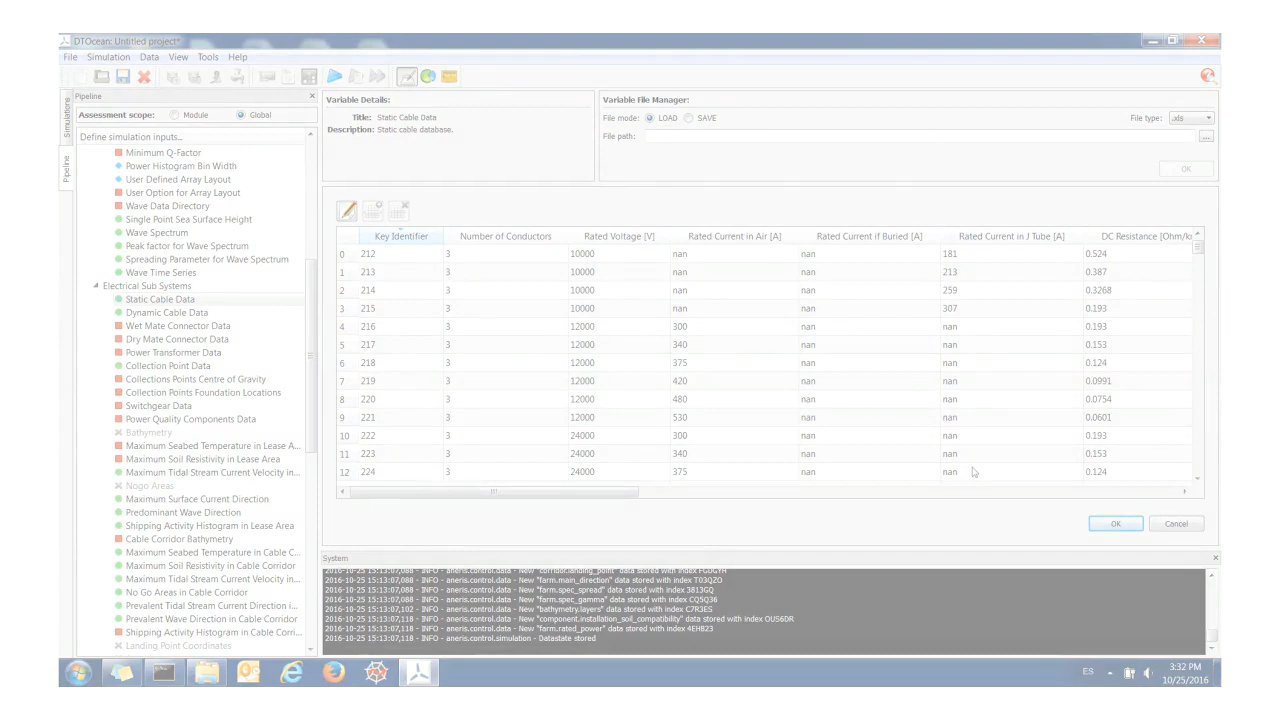 DTOcean: Untitled project*
File Simulation Data View Tools Help
Simulations
Pipeline
Pipeline
Assessment scope: Module Global
Define simulation inputs...
Minimum Q-Factor
Power Histogram Bin Width
User Defined Array Layout
User Option for Array Layout
Wave Data Directory
Single Point Sea Surface Height
Wave Spectrum
Peak factor for Wave Spectrum
Spreading Parameter for Wave Spectrum
Wave Time Series
Electrical Sub Systems
Static Cable Data
Dynamic Cable Data
Wet Mate Connector Data
Dry Mate Connector Data
Power Transformer Data
Collection Point Data
Collections Points Centre of Gravity
Collection Points Foundation Locations
Switchgear Data
Power Quality Components Data
Bathymetry
Maximum Seabed Temperature in Lease A...
Maximum Soil Resistivity in Lease Area
Maximum Tidal Stream Current Velocity in...
Nogo Areas
Maximum Surface Current Direction
Predominant Wave Direction
Shipping Activity Histogram in Lease Area
Cable Corridor Bathymetry
Maximum Seabed Temperature in Cable C...
Maximum Soil Resistivity in Cable Corridor
Maximum Tidal Stream Current Velocity in...
No Go Areas in Cable Corridor
Prevalent Tidal Stream Current Direction i...
Prevalent Wave Direction in Cable Corridor
Shipping Activity Histogram in Cable Corri...
Landing Point Coordinates
Variable Details:
Title: Static Cable Data
Description: Static cable database.
Variable File Manager:
File mode: LOAD SAVE
File type: .xls
File path:
...
OK
Key Identifier Number of Conductors Rated Voltage [V] Rated Current in Air [A] Rated Current if Buried [A] Rated Current in J Tube [A] DC Resistance [Ohm/k
0 212 3 10000 nan nan 181 0.524
1 213 3 10000 nan nan 213 0.387
2 214 3 10000 nan nan 259 0.3268
3 215 3 10000 nan nan 307 0.193
4 216 3 12000 300 nan nan 0.193
5 217 3 12000 340 nan nan 0.153
6 218 3 12000 375 nan nan 0.124
7 219 3 12000 420 nan nan 0.0991
8 220 3 12000 480 nan nan 0.0754
9 221 3 12000 530 nan nan 0.0601
10 222 3 24000 300 nan nan 0.193
11 223 3 24000 340 nan nan 0.153
12 224 3 24000 375 nan nan 0.124
OK Cancel
System
2016-10-25 15:13:07,088 - INFO - aneris.control.data - New "corridor.landing_point" data stored with index FGUGYH
2016-10-25 15:13:07,088 - INFO - aneris.control.data - New "farm.main_direction" data stored with index T03QZO
2016-10-25 15:13:07,088 - INFO - aneris.control.data - New "farm.spec_spread" data stored with index 3813GQ
2016-10-25 15:13:07,088 - INFO - aneris.control.data - New "farm.spec_gamma" data stored with index CQ5Q36
2016-10-25 15:13:07,102 - INFO - aneris.control.data - New "bathymetry.layers" data stored with index C7R3ES
2016-10-25 15:13:07,118 - INFO - aneris.control.data - New "component.installation_soil_compatibility" data stored with index OUS6DR
2016-10-25 15:13:07,118 - INFO - aneris.control.data - New "farm.rated_power" data stored with index 4EHB23
2016-10-25 15:13:07,118 - INFO - aneris.control.simulation - Datastate stored
ES
3:32 PM
10/25/2016